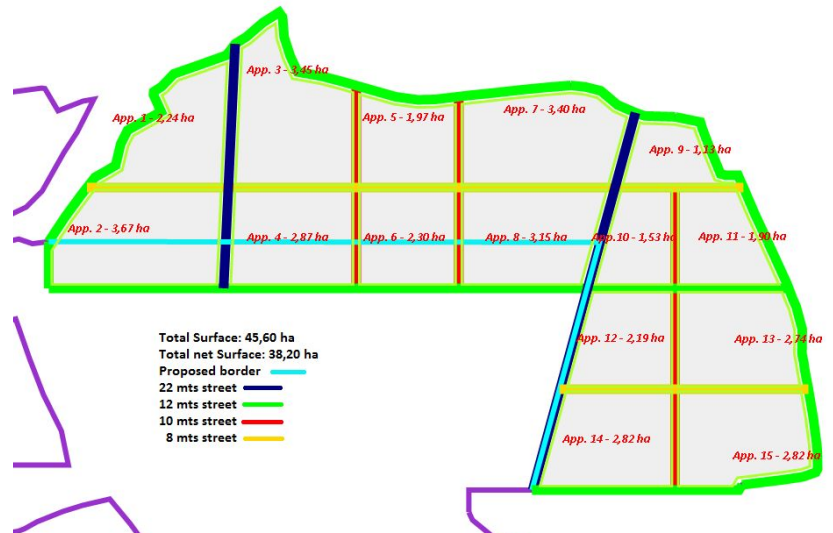 App. 3 - 3,45 ha
App. 1 - 2,24 ha
App. 5 - 1,97 ha
App. 7 - 3,40 ha
App. 9 - 1,13 ha
App. 2 - 3,67 ha
App. 4 - 2,87 ha
App. 6 - 2,30 ha
App. 8 - 3,15 ha
App. 10 - 1,53 ha
App. 11 - 1,90 ha
App. 12 - 2,19 ha
App. 13 - 2,74 ha
App. 14 - 2,82 ha
App. 15 - 2,82 ha
Total Surface: 45,60 ha
Total net Surface: 38,20 ha
Proposed border
22 mts street
12 mts street
10 mts street
8 mts street